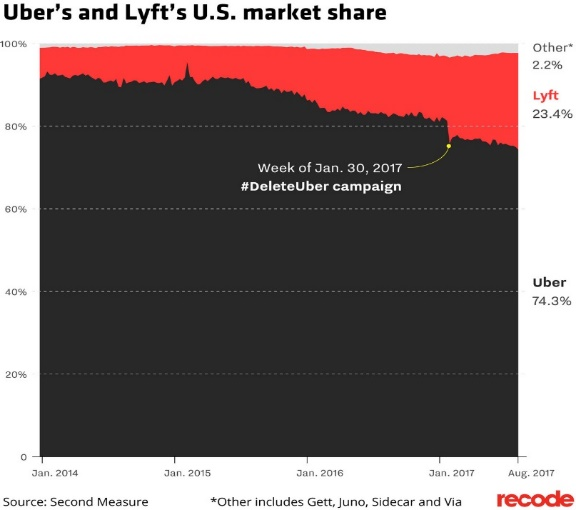 Uber's and Lyft's U.S. market share
100%
Other*
2.2%
Lyft
23.4%
80%
Week of Jan. 30, 2017
#DeleteUber campaign
60%
Uber
74.3%
40%
20%
0
Jan. 2014
Jan. 2015
Jan. 2016
Jan. 2017
Aug. 2017
Source: Second Measure
*Other includes Gett, Juno, Sidecar and Via
recode